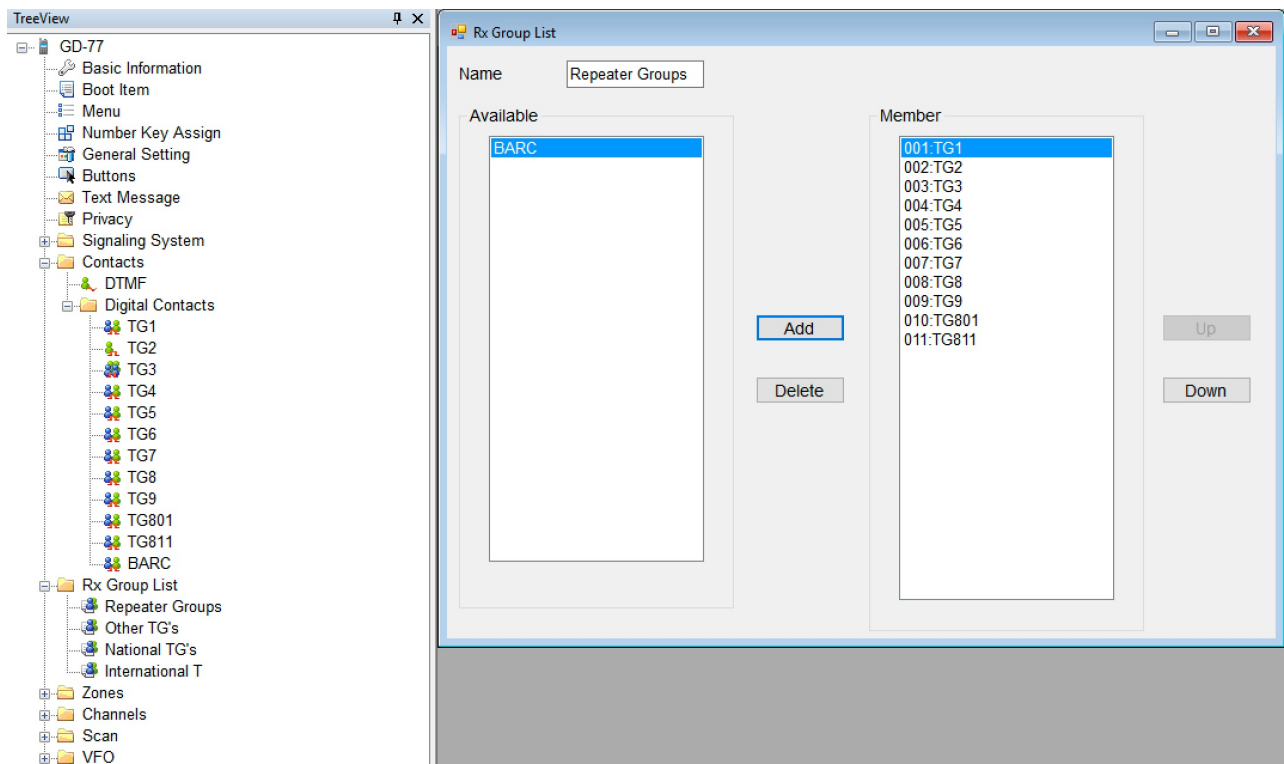 TreeView
GD-77
Basic Information
Boot Item
Menu
Number Key Assign
General Setting
Buttons
Text Message
Privacy
Signaling System
Contacts
DTMF
Digital Contacts
TG1
TG2
TG3
TG4
TG5
TG6
TG7
TG8
TG9
TG801
TG811
BARC
Rx Group List
Repeater Groups
Other TG's
National TG's
International T
Zones
Channels
Scan
VFO
Rx Group List
Name
Repeater Groups
Available
BARC
Add
Delete
Member
001:TG1
002:TG2
003:TG3
004:TG4
005:TG5
006:TG6
007:TG7
008:TG8
009:TG9
010:TG801
011:TG811
Up
Down